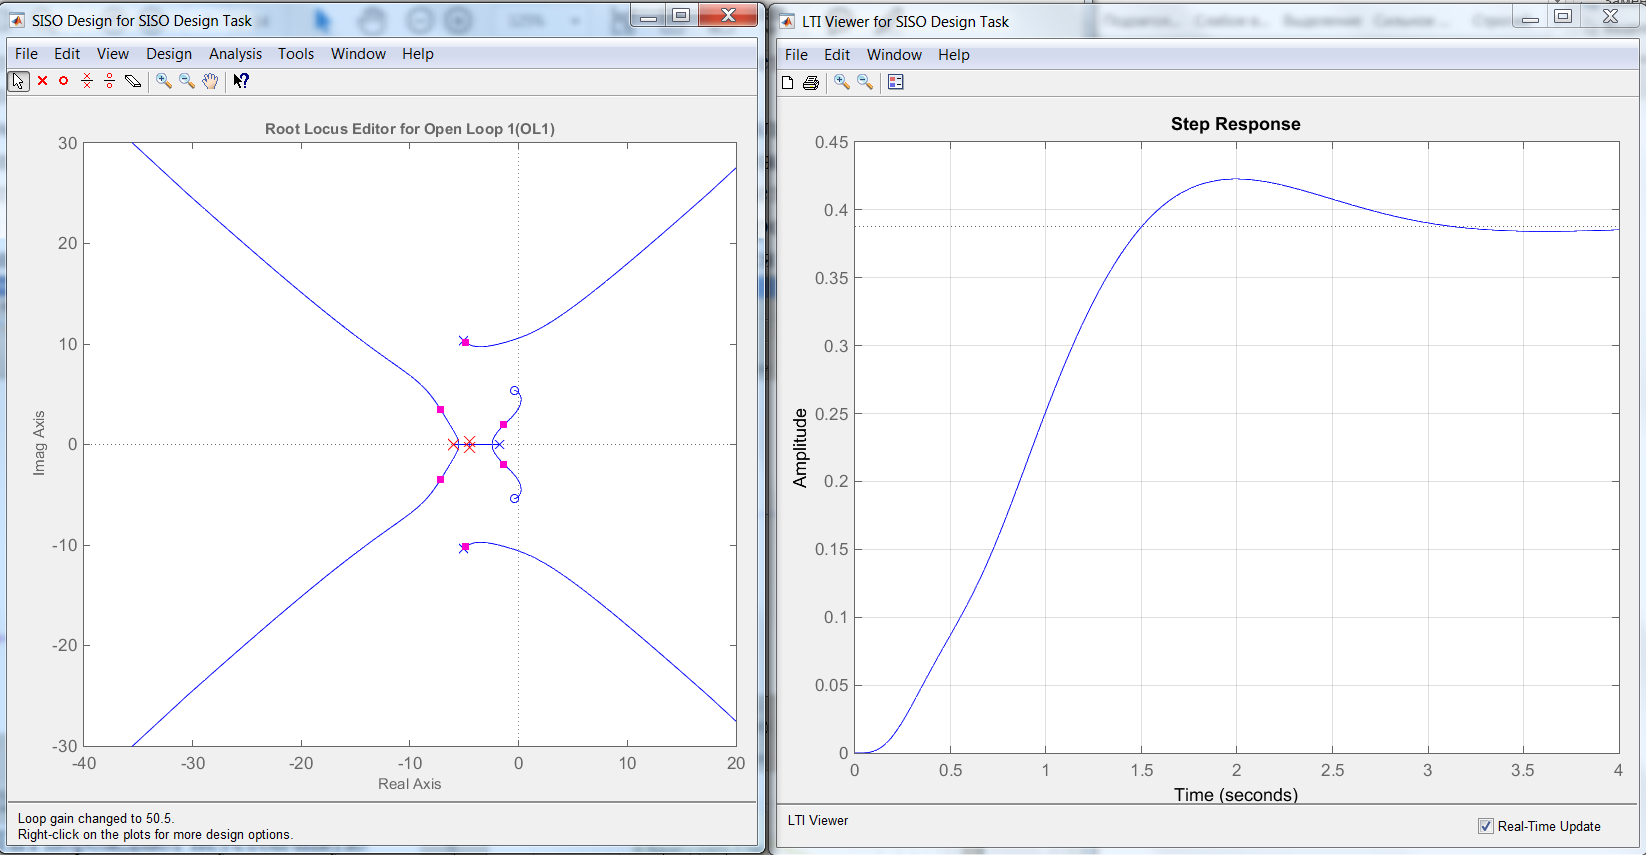 SISO Design for SISO Design Task
File Edit View Design Analysis Tools Window Help
Root Locus Editor for Open Loop 1(OL1)
30
20
10
0
-10
-20
-30
Imag Axis
-40 -30 -20 -10 0 10 20
Real Axis
Loop gain changed to 50.5.
Right-click on the plots for more design options.
LTI Viewer for SISO Design Task
File Edit Window Help
Step Response
0.45
0.4
0.35
0.3
0.25
0.2
0.15
0.1
0.05
0
Amplitude
0 0.5 1 1.5 2 2.5 3 3.5 4
Time (seconds)
LTI Viewer
Real-Time Update